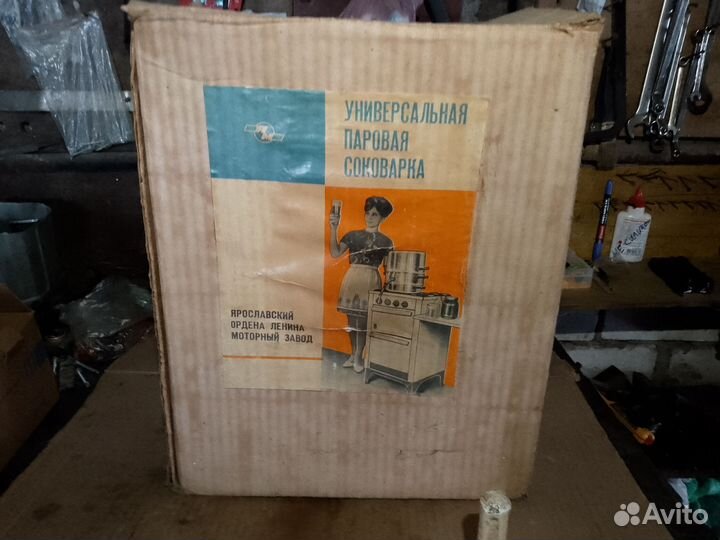 УНИВЕРСАЛЬНАЯ
ПАРОВАЯ
СОКОВАРКА
ЯРОСЛАВСКИЙ
ОРДЕНА ЛЕНИНА
МОТОРНЫЙ ЗАВОД
Avito